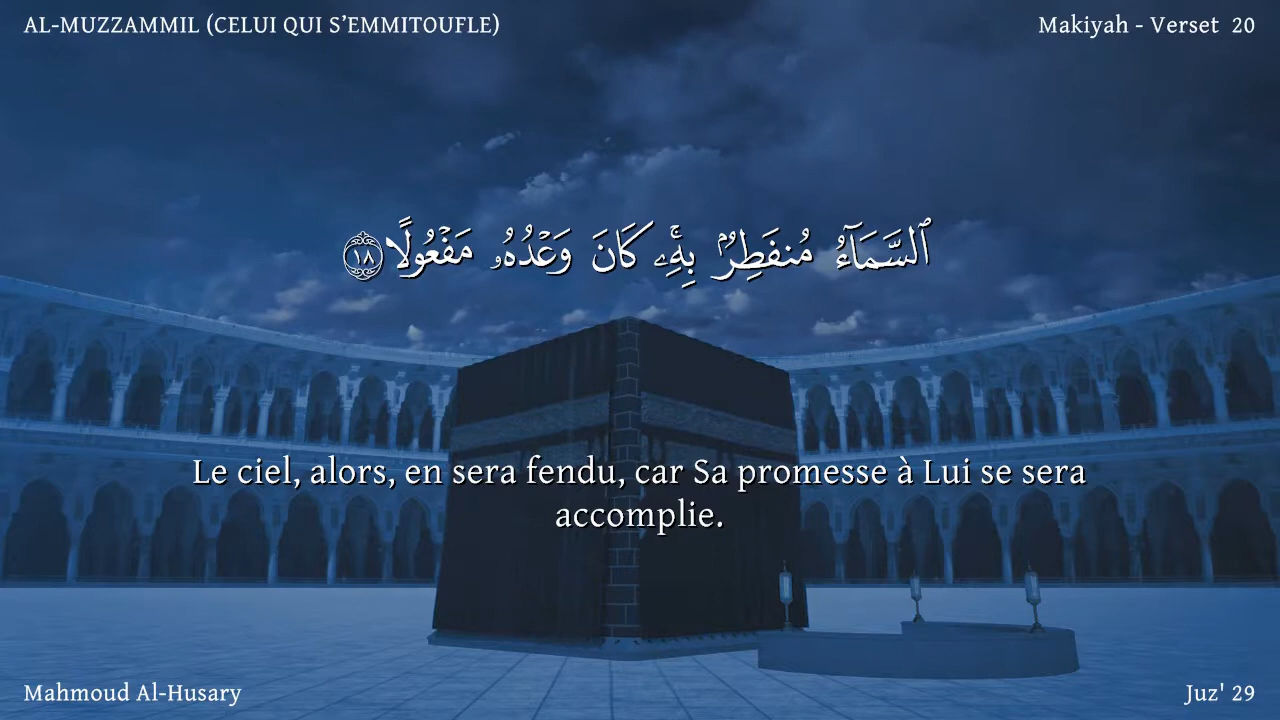 AL-MUZZAMMIL (CELUI QUI S’EMMITOUFLE)
Makiyah - Verset 20
ٱلسَّمَآءُ مُنفَطِرٌۢ بِهِۦۚ كَانَ وَعْدُهُۥ مَفْعُولًا ١٨
Le ciel, alors, en sera fendu, car Sa promesse à Lui se sera
accomplie.
Mahmoud Al-Husary
Juz' 29